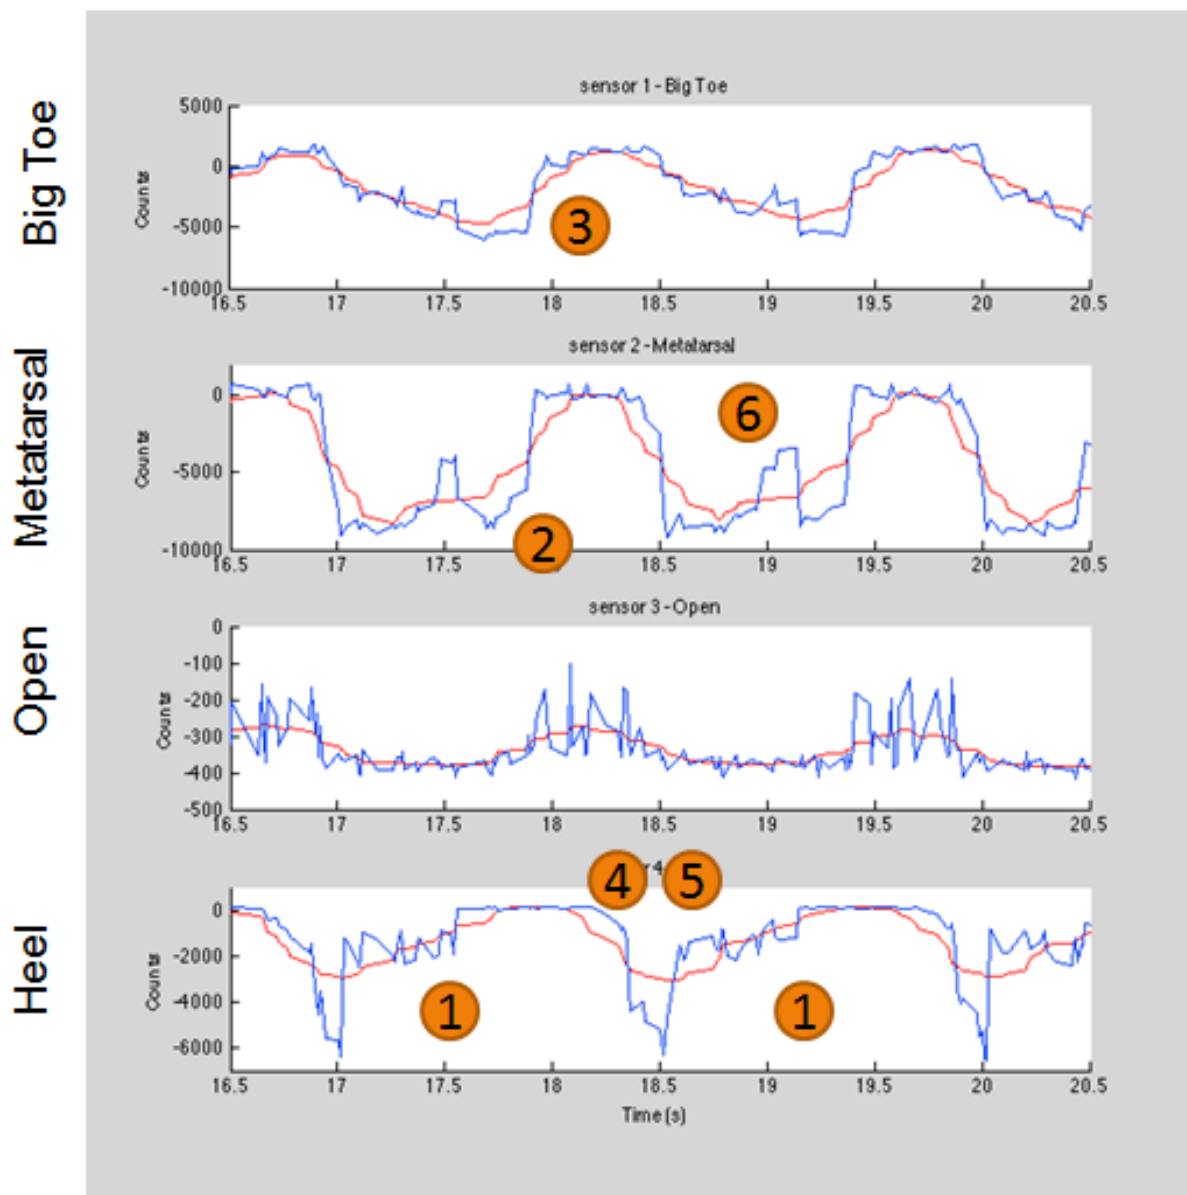 Big Toe
sensor 1 - Big Toe
Counts
5000
0
-5000
-10000
16.5 17 17.5 18 18.5 19 19.5 20 20.5
3
Metatarsal
sensor 2 - Metatarsal
Counts
0
-5000
-10000
16.5 17 17.5 18.5 19 19.5 20 20.5
6
2
Open
sensor 3 - Open
Counts
0
-100
-200
-300
-400
-500
16.5 17 17.5 18 18.5 19 19.5 20 20.5
Heel
4 r 4 5
Counts
0
-2000
-4000
-6000
1 1
16.5 17 17.5 18 18.5 19 19.5 20 20.5
Time (s)